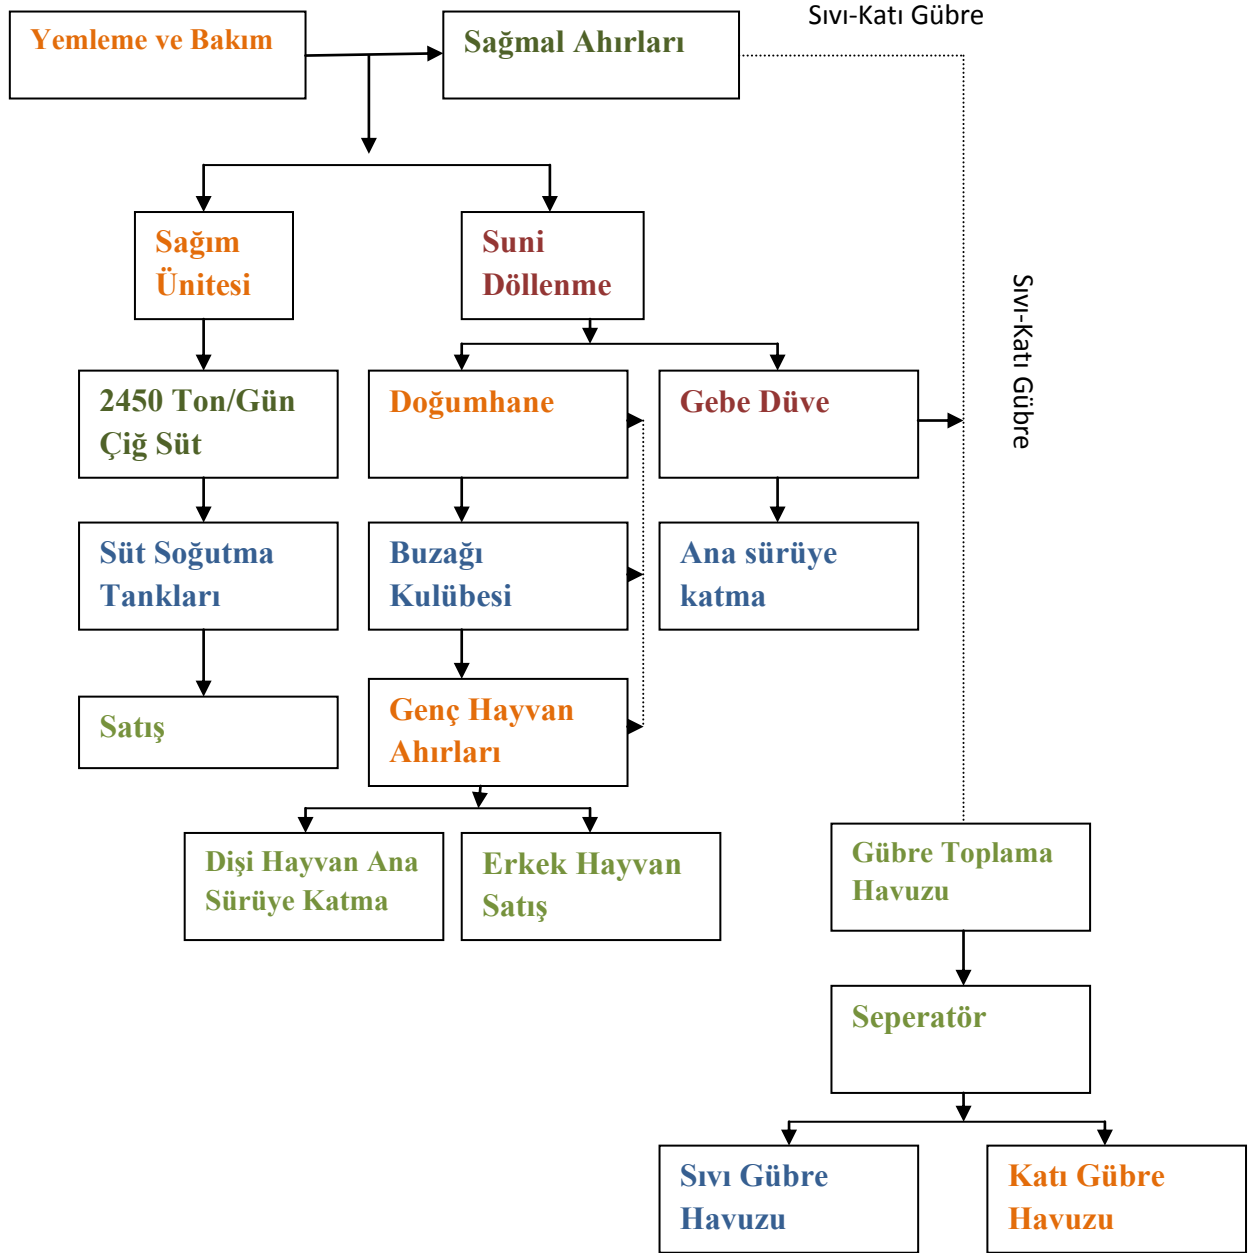 Sıvı-Katı Gübre
Yemleme ve Bakım
Sağmal Ahırları
Sağım
Ünitesi
Suni
Döllenme
Sıvı-Katı Gübre
2450 Ton/Gün
Çiğ Süt
Doğumhane
Gebe Düve
Süt Soğutma
Tankları
Buzağı
Kulübesi
Ana sürüye
katma
Satış
Genç Hayvan
Ahırları
Dişi Hayvan Ana
Sürüye Katma
Erkek Hayvan
Satış
Gübre Toplama
Havuzu
Seperatör
Sıvı Gübre
Havuzu
Katı Gübre
Havuzu